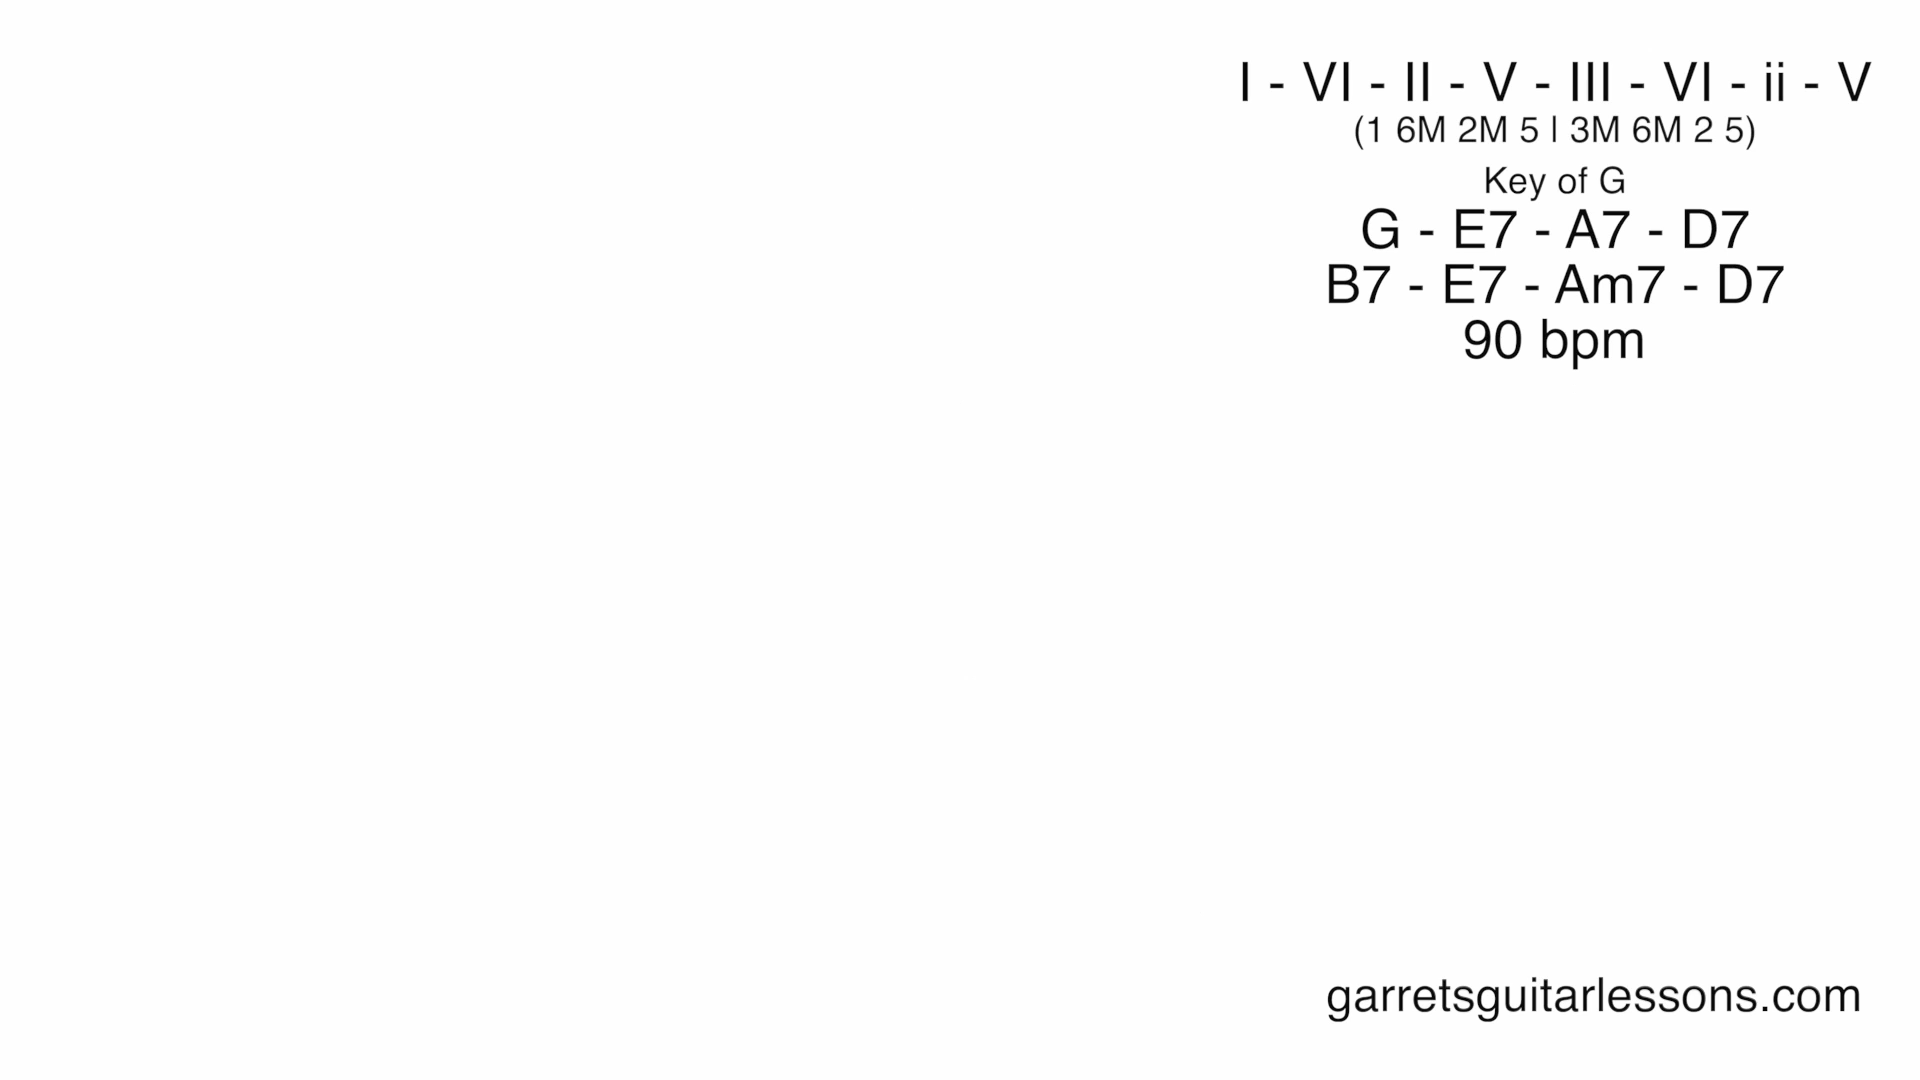 I - VI - II - V - III - VI - ii - V
(1 6M 2M 5 | 3M 6M 2 5)
Key of G
G - E7 - A7 - D7
B7 - E7 - Am7 - D7
90 bpm
garretsguitarlessons.com